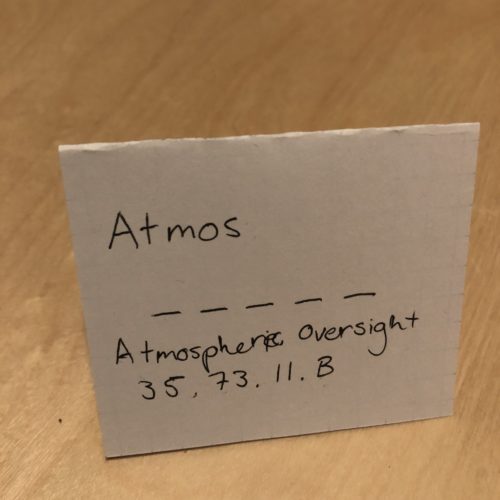 Atmos
_ _ _ _ _
Atmospheric Oversight
35. 73. 11. B